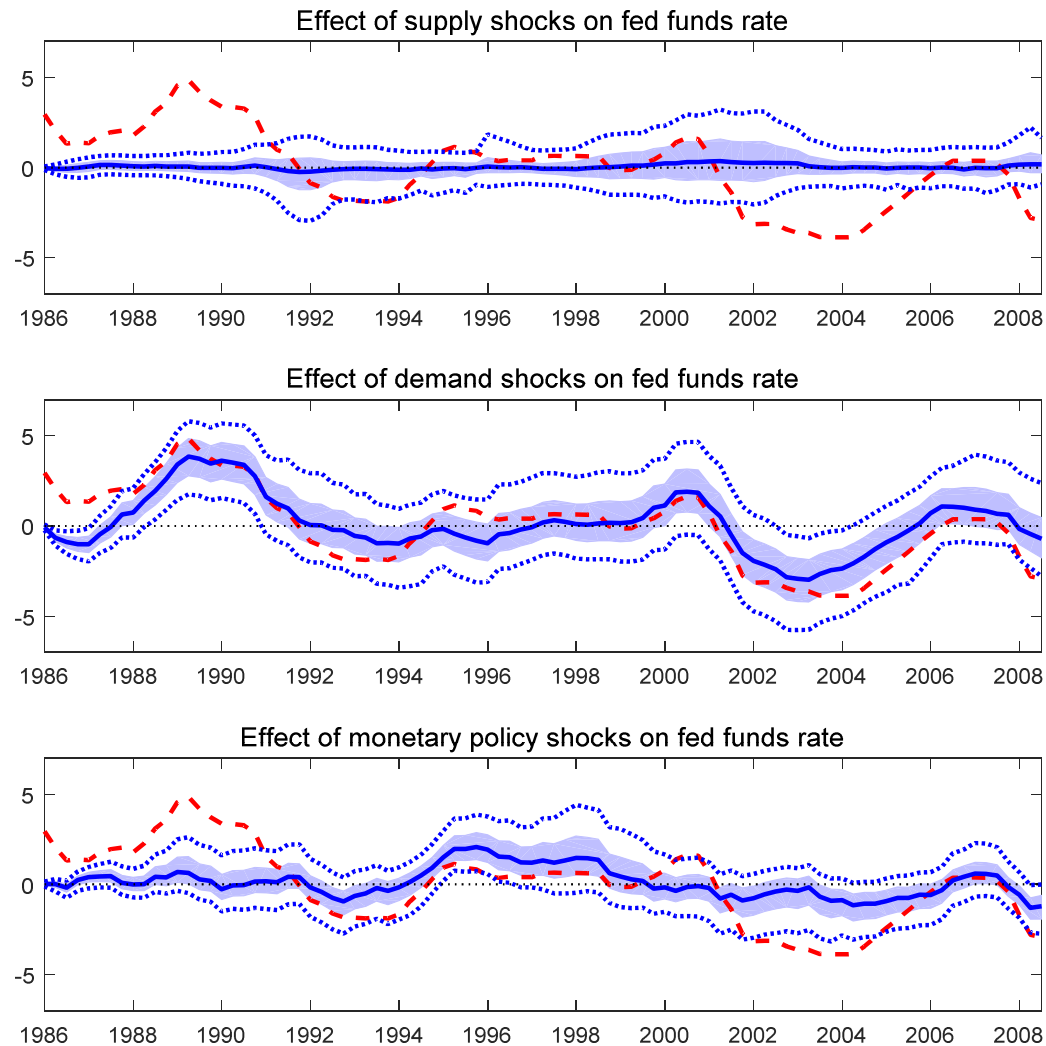 Effect of supply shocks on fed funds rate
5
0
-5
1986 1988 1990 1992 1994 1996 1998 2000 2002 2004 2006 2008
Effect of demand shocks on fed funds rate
5
0
-5
1986 1988 1990 1992 1994 1996 1998 2000 2002 2004 2006 2008
Effect of monetary policy shocks on fed funds rate
5
0
-5
1986 1988 1990 1992 1994 1996 1998 2000 2002 2004 2006 2008